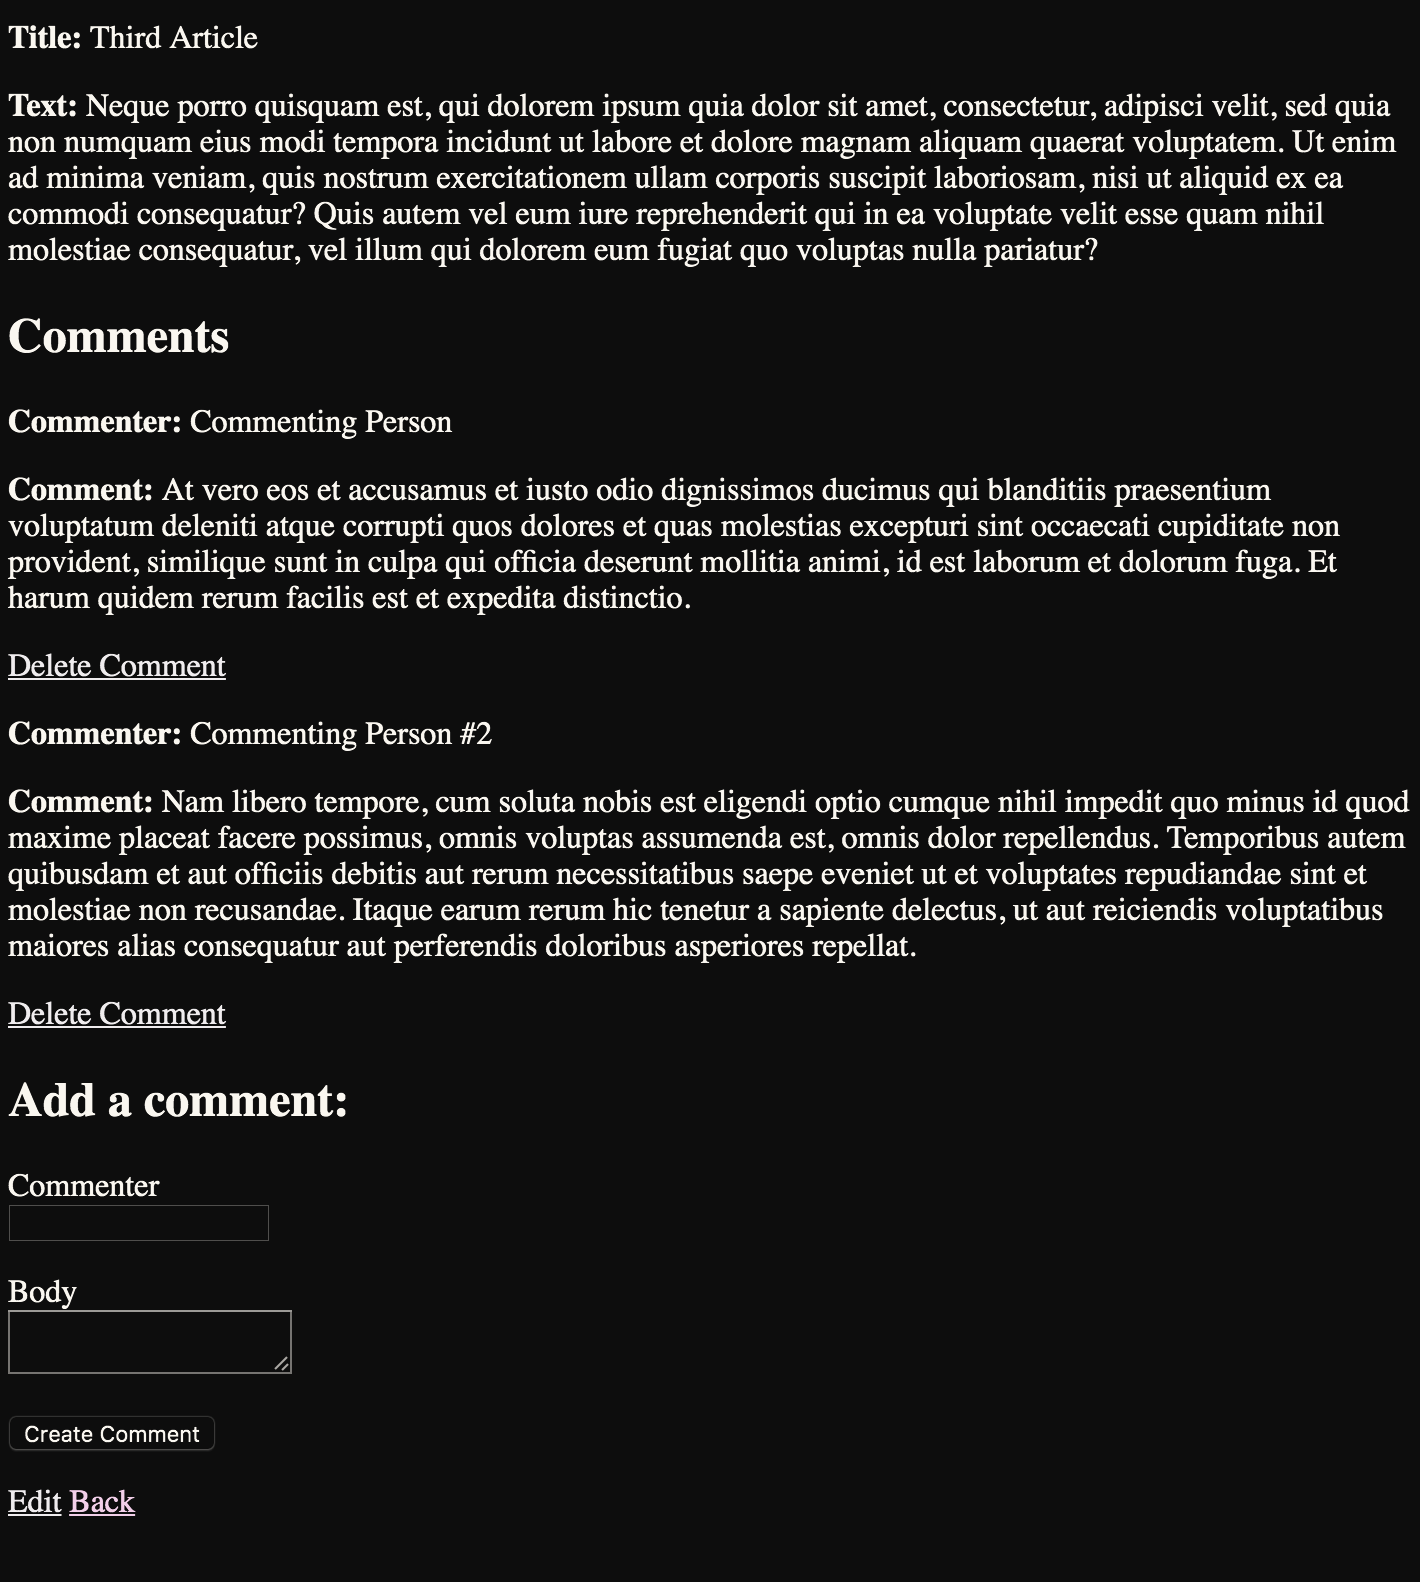 Title: Third Article
Text: Neque porro quisquam est, qui dolorem ipsum quia dolor sit amet, consectetur, adipisci velit, sed quia
non numquam eius modi tempora incidunt ut labore et dolore magnam aliquam quaerat voluptatem. Ut enim
ad minima veniam, quis nostrum exercitationem ullam corporis suscipit laboriosam, nisi ut aliquid ex ea
commodi consequatur? Quis autem vel eum iure reprehenderit qui in ea voluptate velit esse quam nihil
molestiae consequatur, vel illum qui dolorem eum fugiat quo voluptas nulla pariatur?
Comments
Commenter: Commenting Person
Comment: At vero eos et accusamus et iusto odio dignissimos ducimus qui blanditiis praesentium
voluptatum deleniti atque corrupti quos dolores et quas molestias excepturi sint occaecati cupiditate non
provident, similique sunt in culpa qui officia deserunt mollitia animi, id est laborum et dolorum fuga. Et
harum quidem rerum facilis est et expedita distinctio.
Delete Comment
Commenter: Commenting Person #2
Comment: Nam libero tempore, cum soluta nobis est eligendi optio cumque nihil impedit quo minus id quod
maxime placeat facere possimus, omnis voluptas assumenda est, omnis dolor repellendus. Temporibus autem
quibusdam et aut officiis debitis aut rerum necessitatibus saepe eveniet ut et voluptates repudiandae sint et
molestiae non recusandae. Itaque earum rerum hic tenetur a sapiente delectus, ut aut reiciendis voluptatibus
maiores alias consequatur aut perferendis doloribus asperiores repellat.
Delete Comment
Add a comment:
Commenter
Body
Create Comment
Edit Back